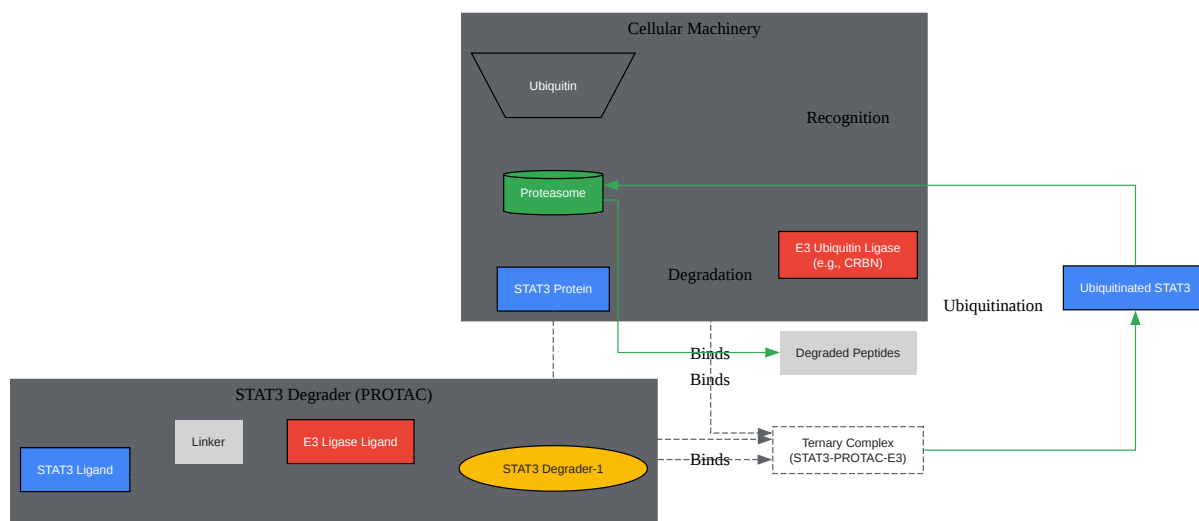 Cellular Machinery
Ubiquitin
Recognition
Proteasome
E3 Ubiquitin Ligase
(e.g., CRBN)
Degradation
STAT3 Protein
Ubiquitinated STAT3
Ubiquitination
Binds
Degraded Peptides
Binds
STAT3 Degrader (PROTAC)
Linker
E3 Ligase Ligand
STAT3 Ligand
STAT3 Degrader-1
Binds
Ternary Complex
(STAT3-PROTAC-E3)